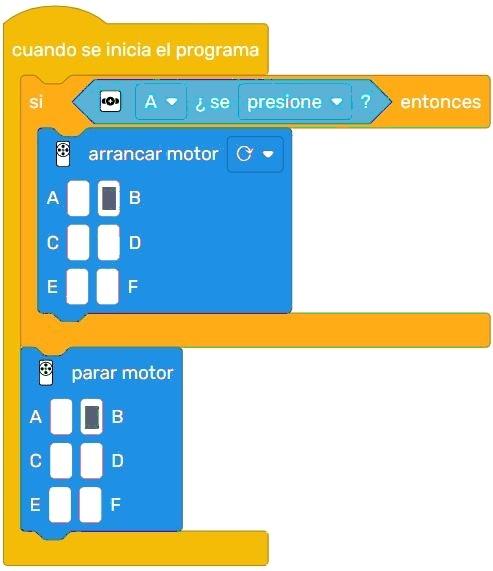 cuando se inicia el programa
si A ¿ se presione ? entonces
arrancar motor
A B
C D
E F
parar motor
A B
C D
E F